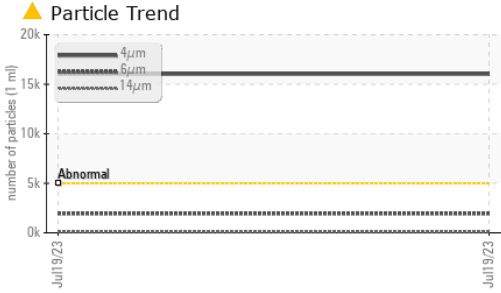 Particle Trend
20k
15k
10k
5k
0k
number of particles (1 ml)
4μm
6μm
14μm
Abnormal
Jul19/23
Jul19/23